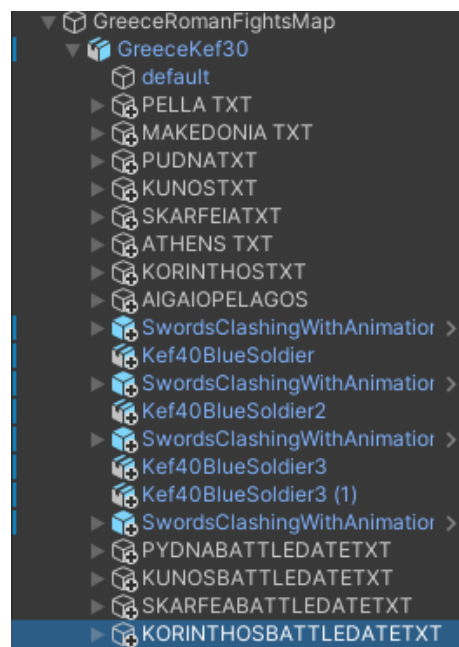 GreeceRomanFightsMap
GreeceKef30
default
PELLA TXT
MAKEDONIA TXT
PUDNATXT
KUNOSTXT
SKARFEIATXT
ATHENS TXT
KORINTHOSTXT
AIGAIOPELAGOS
SwordsClashingWithAnimation
Kef40BlueSoldier
SwordsClashingWithAnimation
Kef40BlueSoldier2
SwordsClashingWithAnimation
Kef40BlueSoldier3
Kef40BlueSoldier3 (1)
SwordsClashingWithAnimation
PYDNABATTLEDATETXT
KUNOSBATTLEDATETXT
SKARFEABATTLEDATETXT
KORINTHOSBATTLEDATETXT